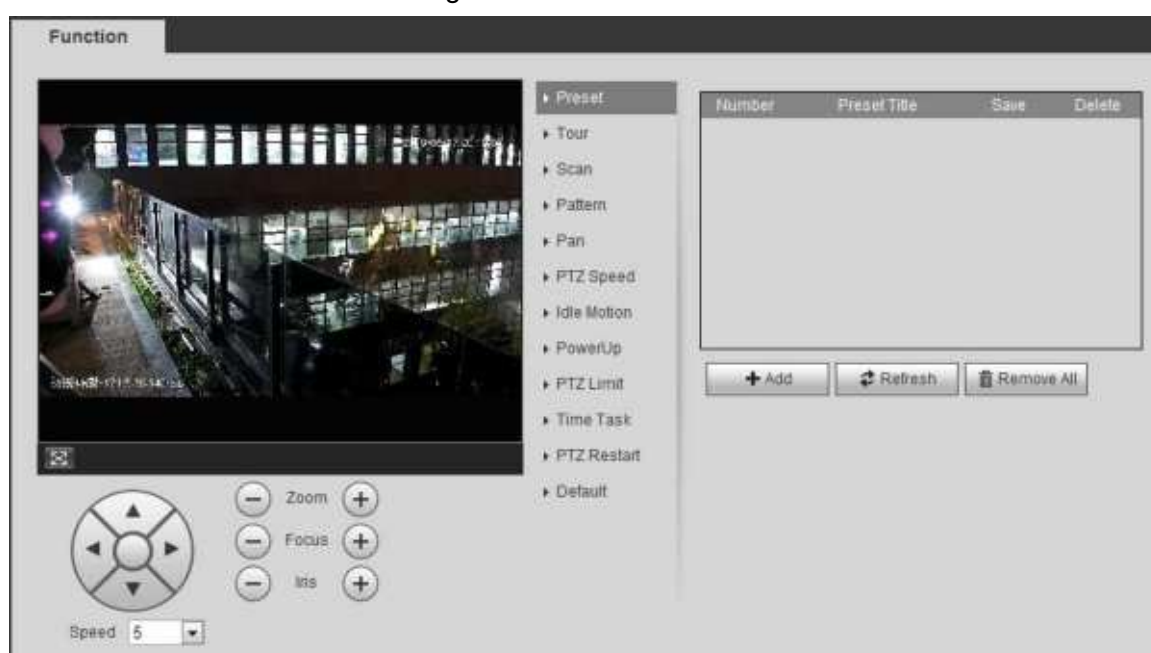 Function
Preset
Tour
Scan
Pattern
Pan
PTZ Speed
Idle Motion
PowerUp
PTZ Limit
Time Task
PTZ Restart
Default
Number Preset Title Save Delete
Add Refresh Remove All
Zoom
Focus
Iris
Speed 5